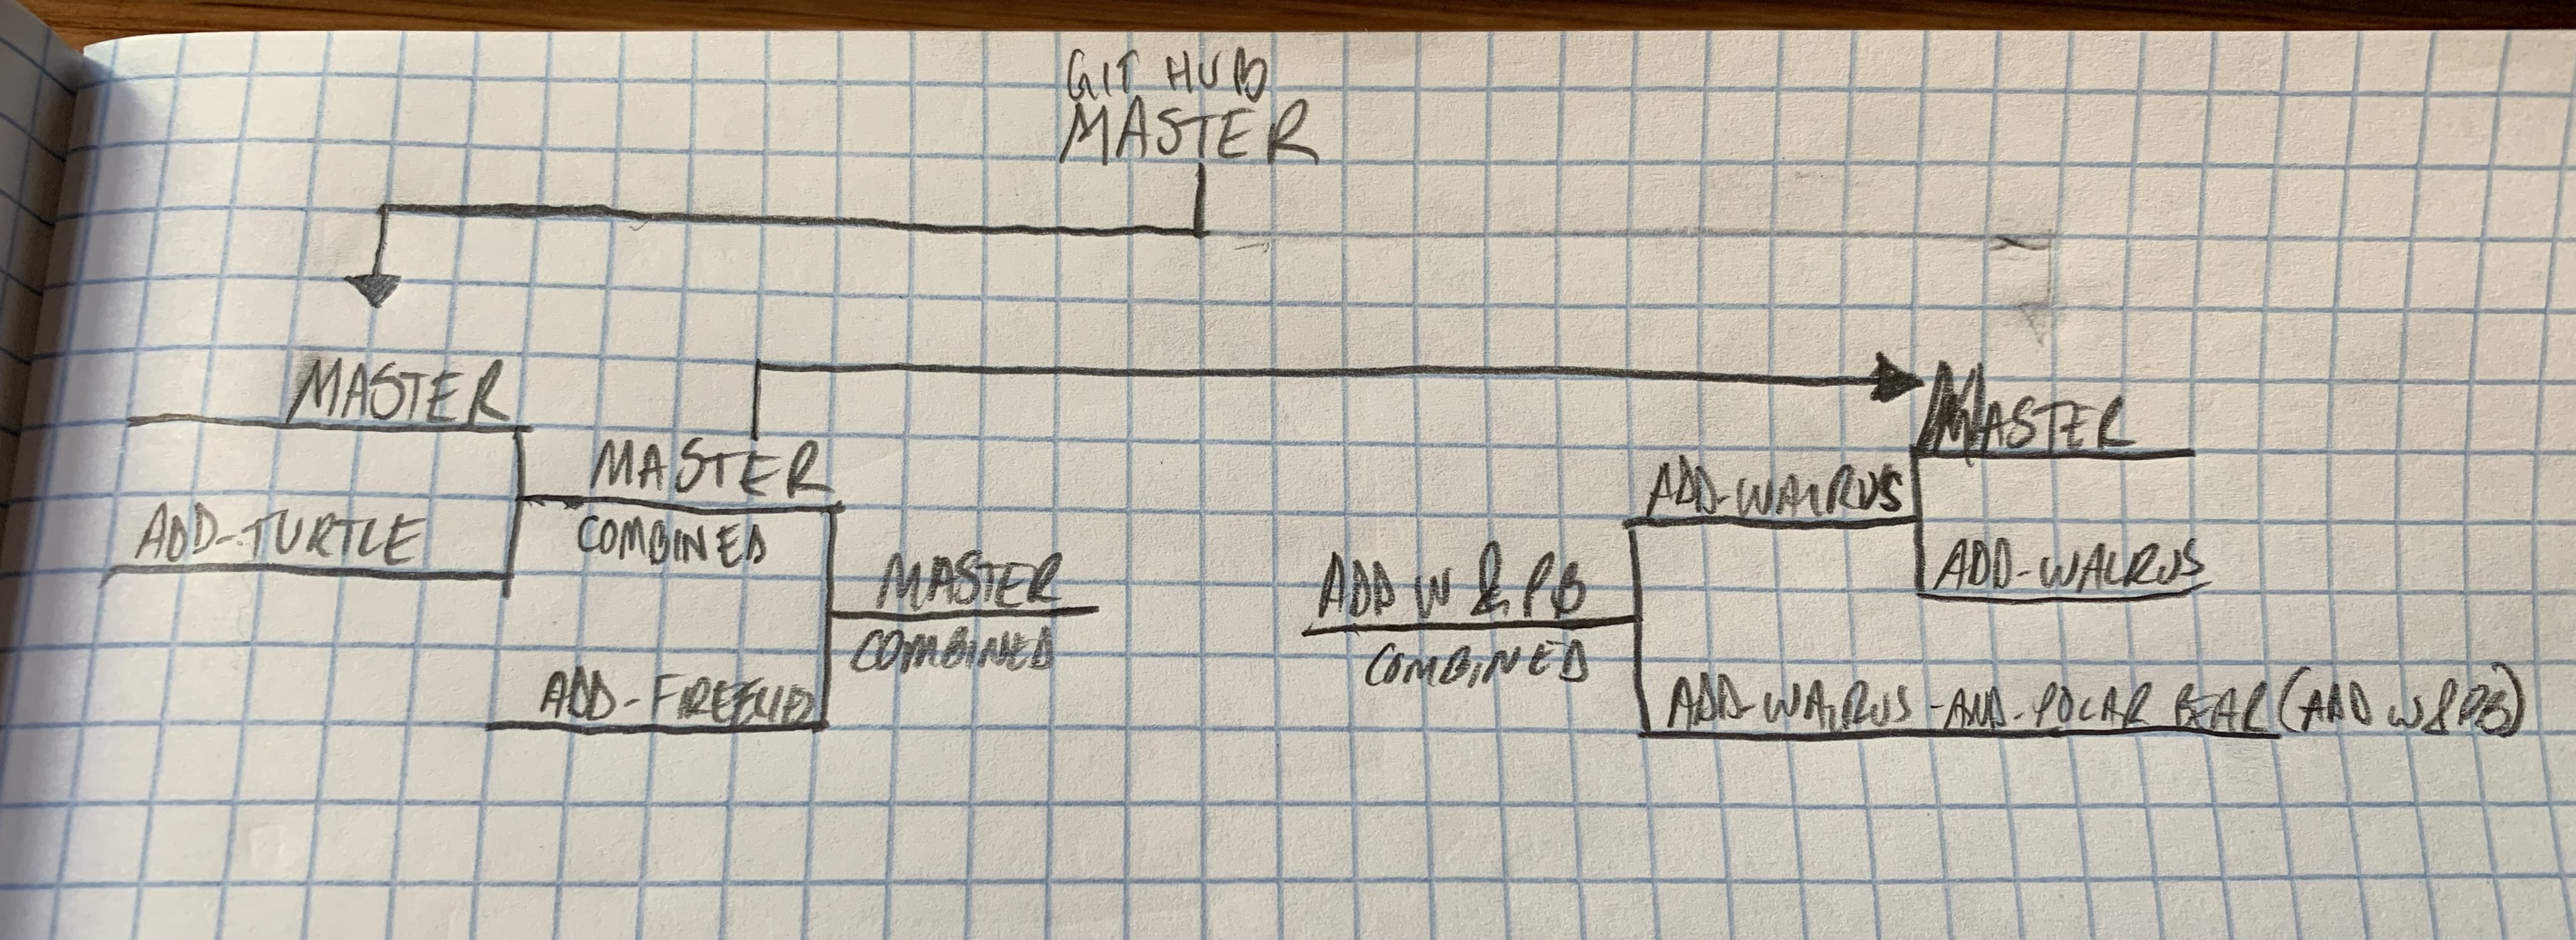 GIT HUB
MASTER
MASTER
ADD-TURTLE
MASTER
COMBINED
ADD-
MASTER
COMBINED
MASTER
ADD-WALRUS
ADD-WALRUS
ADD W & PB
COMBINED
ADD-WALRUS-AND-POLAR BEAR (ADD W & PB)